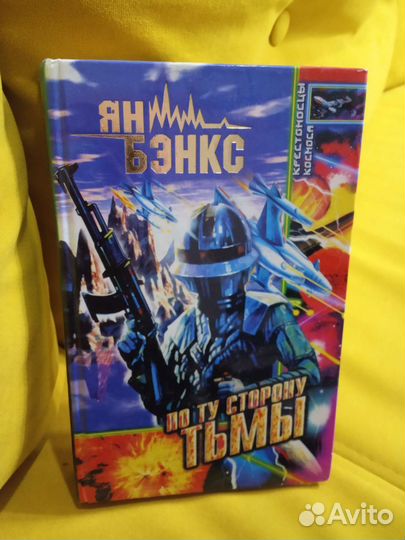 ЯН
БЭНКС
КРЕСТОНОСЦЫ
КОСМОСА
ПО ТУ СТОРОНУ
ТЬМЫ
Avito